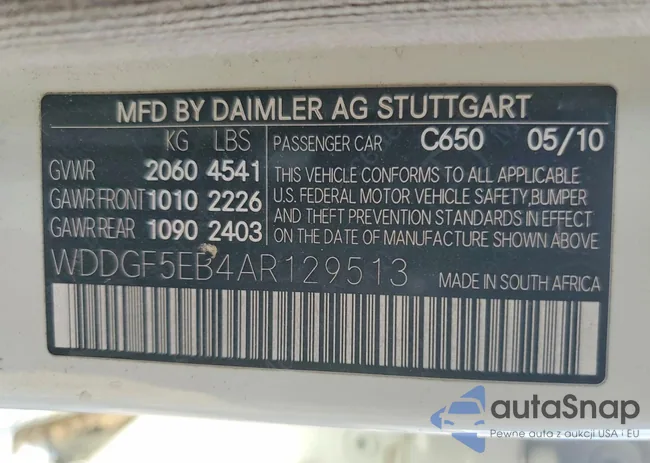 MFD BY DAIMLER AG STUTTGART
KG LBS PASSENGER CAR C650 05/10
GVWR 2060 4541
GAWR FRONT 1010 2226
GAWR REAR 1090 2403
THIS VEHICLE CONFORMS TO ALL APPLICABLE
U.S. FEDERAL MOTOR VEHICLE SAFETY,BUMPER
AND THEFT PREVENTION STANDARDS IN EFFECT
ON THE DATE OF MANUFACTURE SHOWN ABOVE.
WDDGF5EB4AR129513 MADE IN SOUTH AFRICA
autaSnap
Pewne auta z aukcji USA i EU